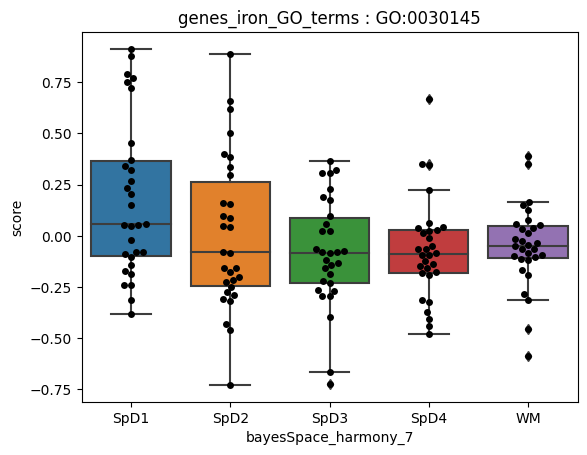 genes_iron_GO_terms : GO:0030145
score
0.75
0.50
0.25
0.00
−0.25
−0.50
−0.75
SpD1 SpD2 SpD3 SpD4 WM
bayesSpace_harmony_7